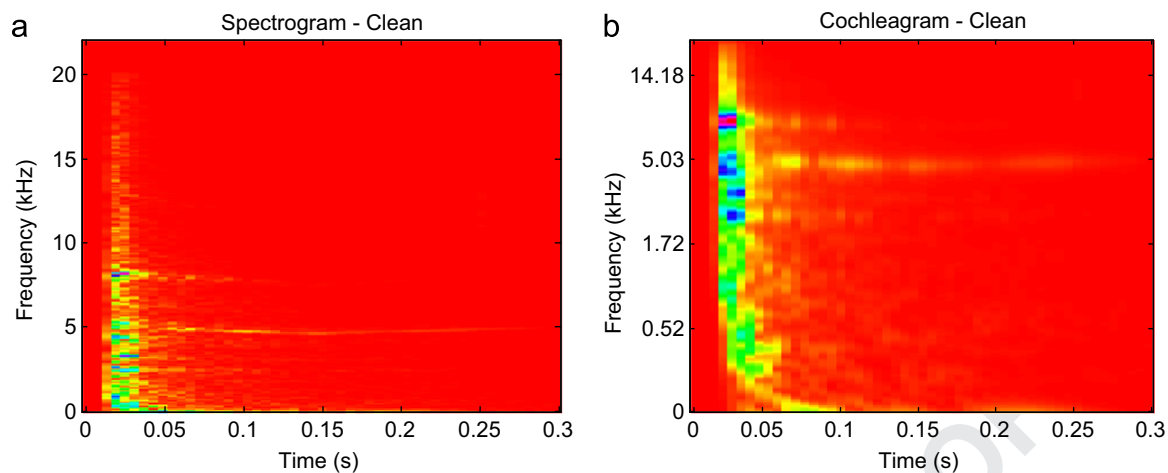 a
Spectrogram - Clean
20
15
10
5
0
Frequency (kHz)
0 0.05 0.1 0.15 0.2 0.25 0.3
Time (s)
b
Cochleagram - Clean
14.18
5.03
1.72
0.52
0
Frequency (kHz)
0 0.05 0.1 0.15 0.2 0.25 0.3
Time (s)